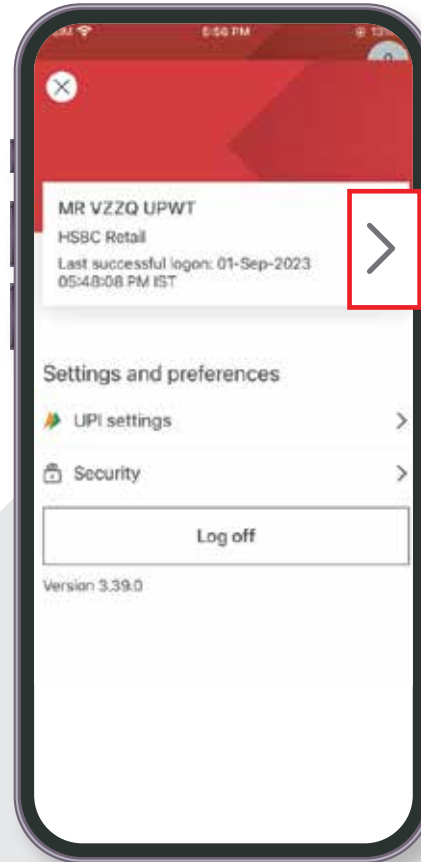 5:56 PM
MR VZZQ UPWT
HSBC Retail
Last successful logon: 01-Sep-2023
05:48:08 PM IST
Settings and preferences
UPI settings
Security
Log off
Version 3.39.0